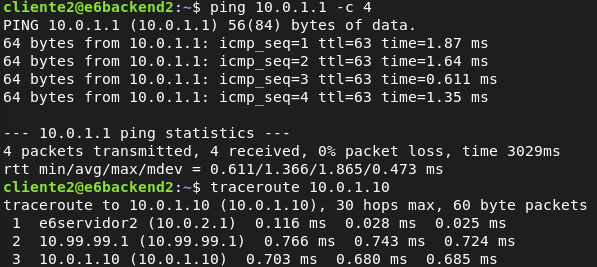 cliente2@e6backend2:~$ ping 10.0.1.1 -c 4
PING 10.0.1.1 (10.0.1.1) 56(84) bytes of data.
64 bytes from 10.0.1.1: icmp_seq=1 ttl=63 time=1.87 ms
64 bytes from 10.0.1.1: icmp_seq=2 ttl=63 time=1.64 ms
64 bytes from 10.0.1.1: icmp_seq=3 ttl=63 time=0.611 ms
64 bytes from 10.0.1.1: icmp_seq=4 ttl=63 time=1.35 ms

--- 10.0.1.1 ping statistics ---
4 packets transmitted, 4 received, 0% packet loss, time 3029ms
rtt min/avg/max/mdev = 0.611/1.366/1.865/0.473 ms
cliente2@e6backend2:~$ traceroute 10.0.1.10
traceroute to 10.0.1.10 (10.0.1.10), 30 hops max, 60 byte packets
 1  e6servidor2 (10.0.2.1)  0.116 ms  0.028 ms  0.025 ms
 2  10.99.99.1 (10.99.99.1)  0.766 ms  0.743 ms  0.724 ms
 3  10.0.1.10 (10.0.1.10)  0.703 ms  0.680 ms  0.685 ms